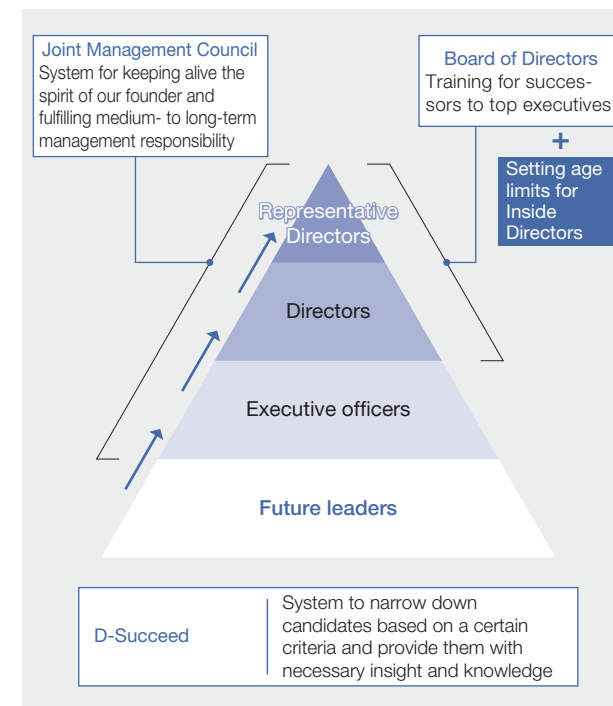 Joint Management Council
System for keeping alive the
spirit of our founder and
fulfilling medium- to long-term
management responsibility
Board of Directors
Training for succes-
sors to top executives
+
Setting age
limits for
Inside
Directors
Representative
Directors
Directors
Executive officers
Future leaders
D-Succeed
System to narrow down
candidates based on a certain
criteria and provide them with
necessary insight and knowledge